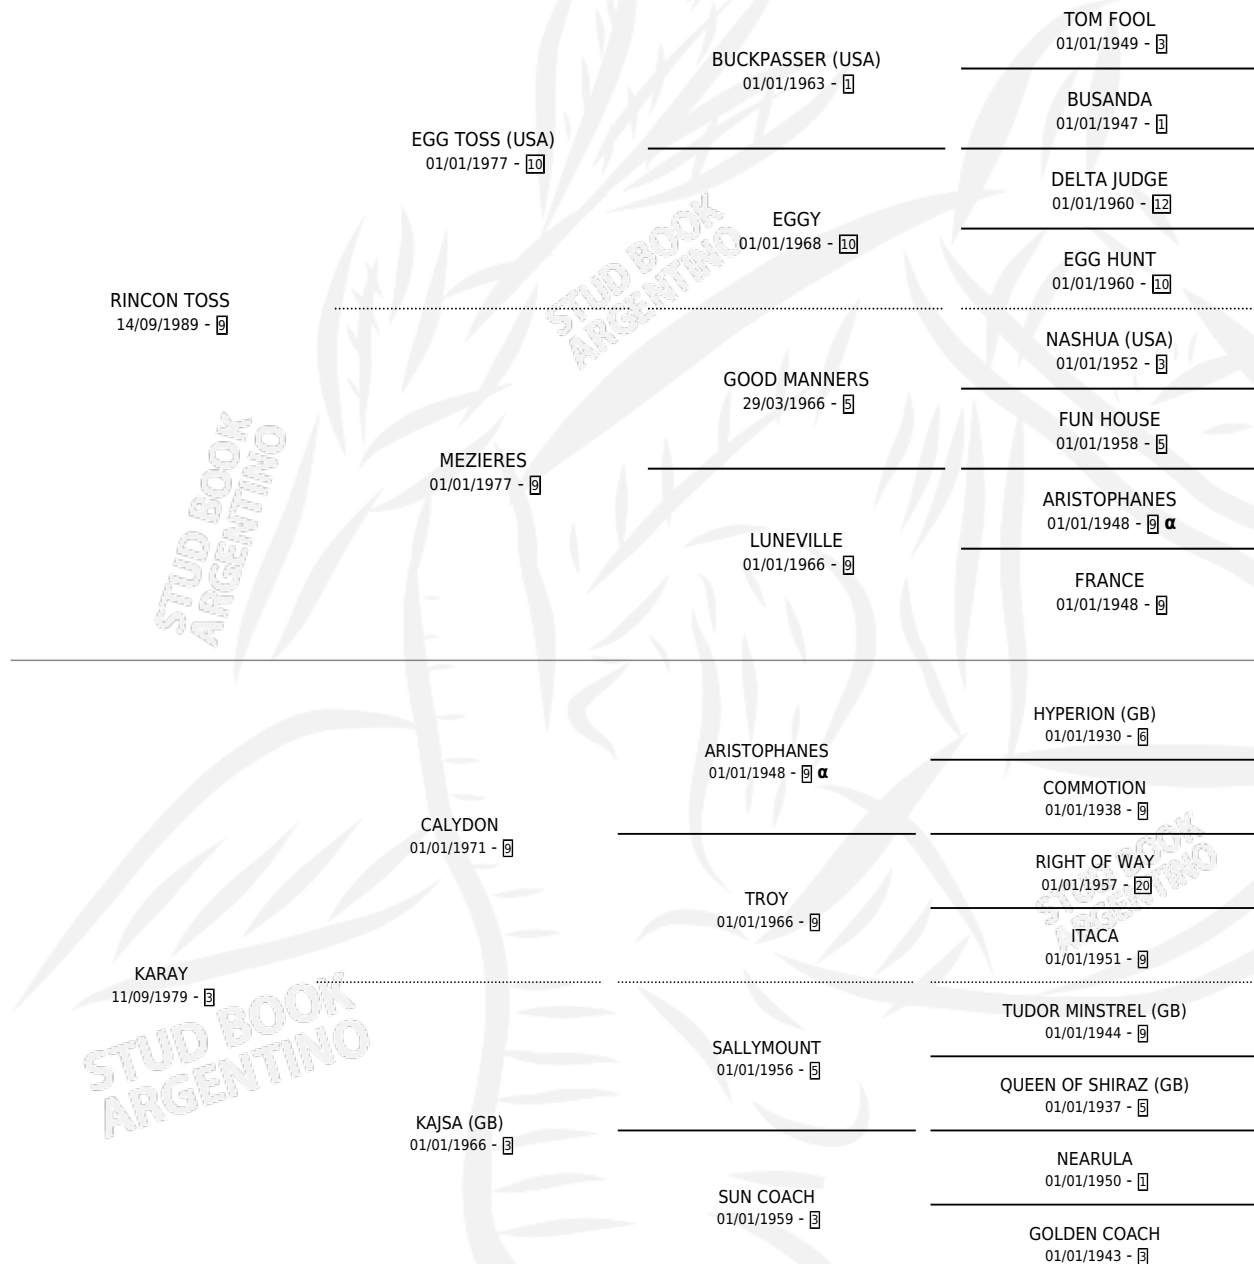 TOM FOOL
01/01/1949 - 3
BUCKPASSER (USA)
01/01/1963 - 1
BUSANDA
01/01/1947 - 1
EGG TOSS (USA)
01/01/1977 - 10
DELTA JUDGE
01/01/1960 - 12
EGGY
01/01/1968 - 10
EGG HUNT
01/01/1960 - 10
RINCON TOSS
14/09/1989 - 9
STUD BOOK
ARGENTINO
NASHUA (USA)
01/01/1952 - 3
GOOD MANNERS
29/03/1966 - 5
FUN HOUSE
01/01/1958 - 5
MEZIERES
01/01/1977 - 9
ARISTOPHANES
01/01/1948 - 9 α
LUNEVILLE
01/01/1966 - 9
FRANCE
01/01/1948 - 9
STUD BOOK
ARGENTINO
HYPERION (GB)
01/01/1930 - 6
ARISTOPHANES
01/01/1948 - 9 α
COMMOTION
01/01/1938 - 9
CALYDON
01/01/1971 - 9
RIGHT OF WAY
01/01/1957 - 20
TROY
01/01/1966 - 9
STUD BOOK
ARGENTINO
ITACA
01/01/1951 - 9
KARAY
11/09/1979 - 3
STUD BOOK
ARGENTINO
TUDOR MINSTREL (GB)
01/01/1944 - 9
SALLYMOUNT
01/01/1956 - 5
QUEEN OF SHIRAZ (GB)
01/01/1937 - 5
KAJSA (GB)
01/01/1966 - 3
NEARULA
01/01/1950 - 1
SUN COACH
01/01/1959 - 3
GOLDEN COACH
01/01/1943 - 3